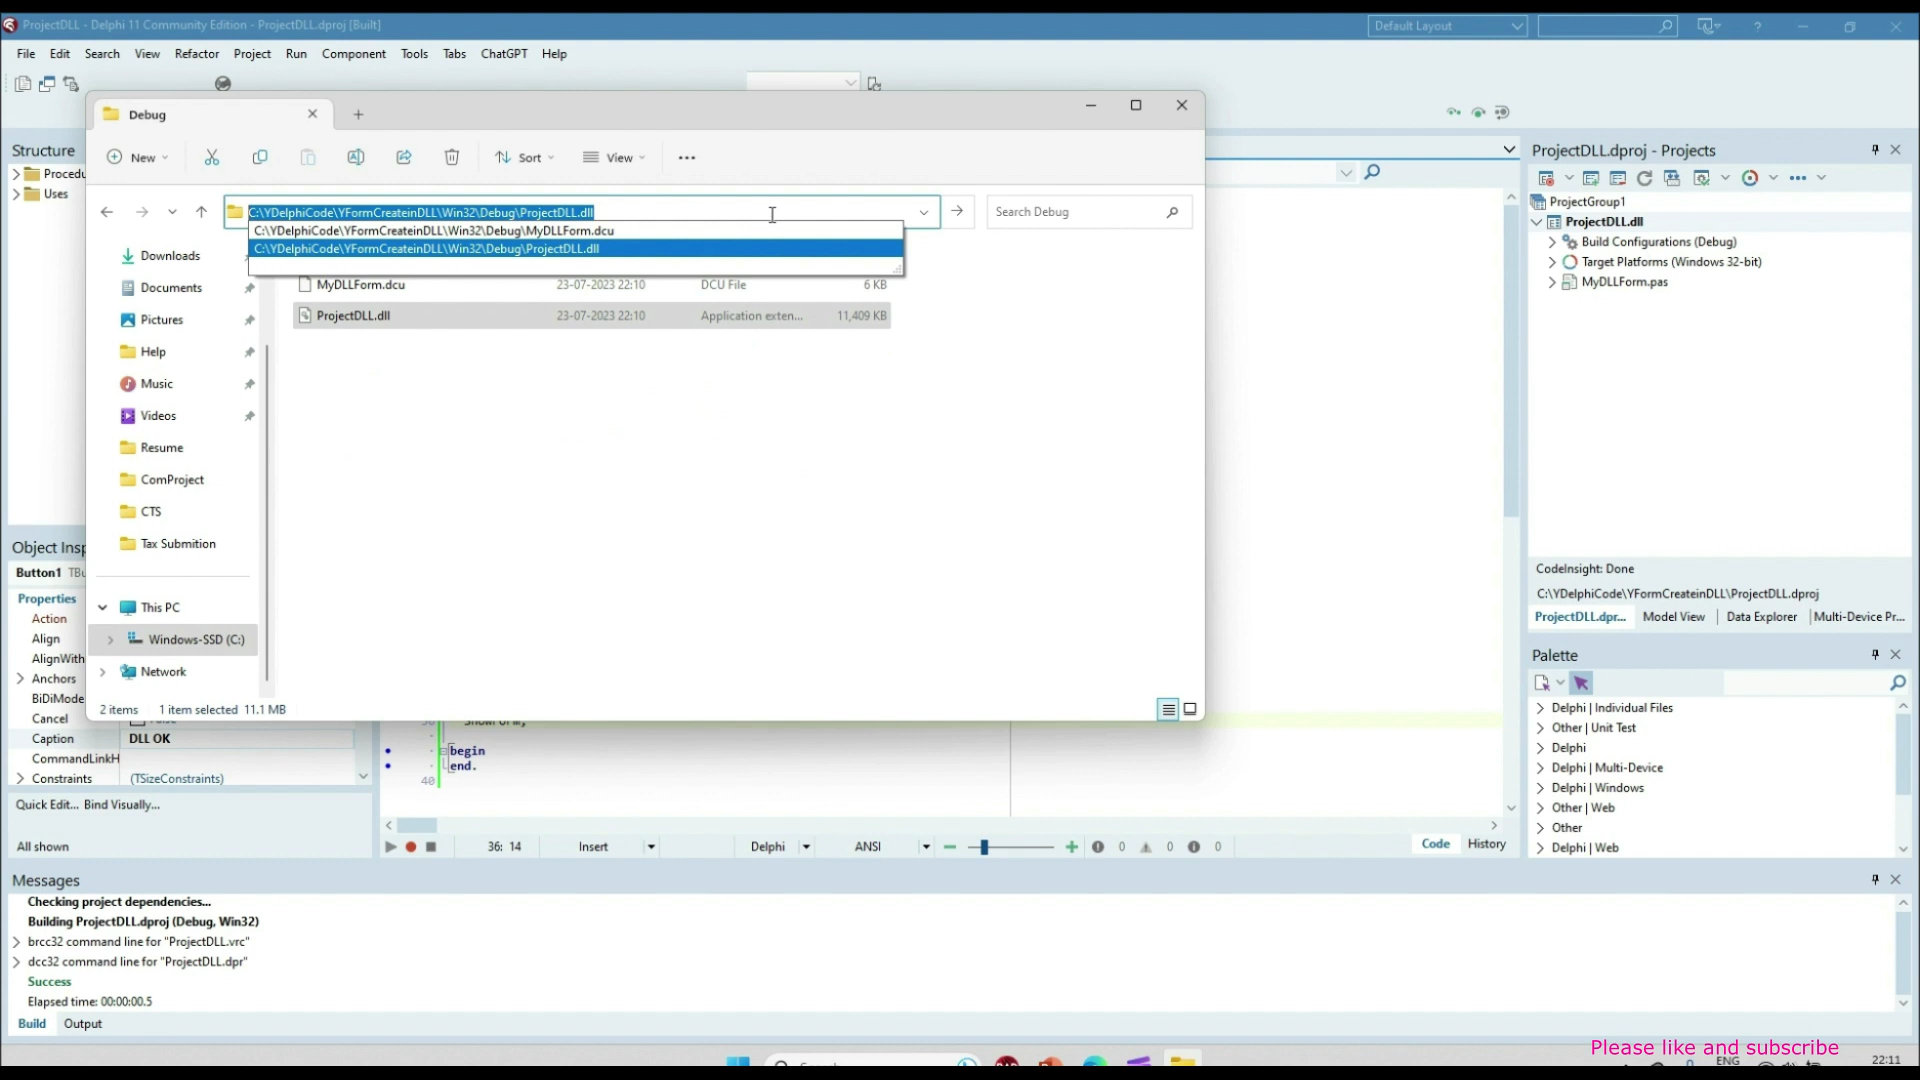 ProjectDLL - Delphi 11 Community Edition - ProjectDLL.dproj [Built]
Default Layout
File Edit Search View Refactor Project Run Component Tools Tabs ChatGPT Help
Debug
New
Sort
View
C:\YDelphiCode\YFormCreateinDLL\Win32\Debug\ProjectDLL.dll
Search Debug
C:\YDelphiCode\YFormCreateinDLL\Win32\Debug\MyDLLForm.dcu
C:\YDelphiCode\YFormCreateinDLL\Win32\Debug\ProjectDLL.dll
MyDLLForm.dcu 23-07-2023 22:10 DCU File 6 KB
ProjectDLL.dll 23-07-2023 22:10 Application exten... 11,409 KB
Downloads
Documents
Pictures
Help
Music
Videos
Resume
ComProject
CTS
Tax Submition
This PC
Windows-SSD (C:)
Network
2 items 1 item selected 11.1 MB
Structure
Procedu
Uses
Object Insp
Button1 TBu
Properties
Action
Align
AlignWith
Anchors
BiDiMode
Cancel
Caption DLL OK
CommandLinkH
Constraints (TSizeConstraints)
Quick Edit... Bind Visually...
All shown
begin
end.
40
36: 14 Insert Delphi ANSI 0 0 0
Code History
ProjectDLL.dproj - Projects
ProjectGroup1
ProjectDLL.dll
Build Configurations (Debug)
Target Platforms (Windows 32-bit)
MyDLLForm.pas
CodeInsight: Done
C:\YDelphiCode\YFormCreateinDLL\ProjectDLL.dproj
ProjectDLL.dpr... Model View Data Explorer Multi-Device Pr...
Palette
Delphi | Individual Files
Other | Unit Test
Delphi
Delphi | Multi-Device
Delphi | Windows
Other | Web
Other
Delphi | Web
Messages
Checking project dependencies...
Building ProjectDLL.dproj (Debug, Win32)
brcc32 command line for "ProjectDLL.vrc"
dcc32 command line for "ProjectDLL.dpr"
Success
Elapsed time: 00:00:00.5
Build Output
Please like and subscribe
ENG
22:11